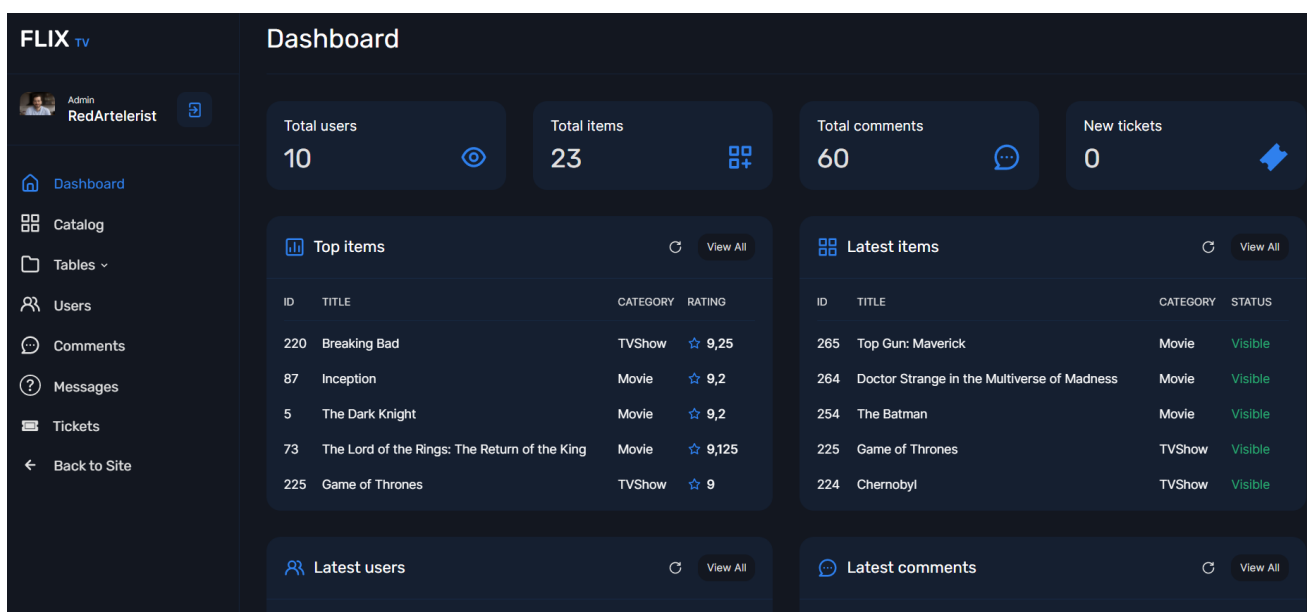 FLIX TV
Admin
RedArtelerist
Dashboard
Catalog
Tables
Users
Comments
Messages
Tickets
Back to Site
Dashboard
Total users
10
Total items
23
Total comments
60
New tickets
0
Top items View All
ID TITLE CATEGORY RATING
220 Breaking Bad TVShow 9,25
87 Inception Movie 9,2
5 The Dark Knight Movie 9,2
73 The Lord of the Rings: The Return of the King Movie 9,125
225 Game of Thrones TVShow 9
Latest items View All
ID TITLE CATEGORY STATUS
265 Top Gun: Maverick Movie Visible
264 Doctor Strange in the Multiverse of Madness Movie Visible
254 The Batman Movie Visible
225 Game of Thrones TVShow Visible
224 Chernobyl TVShow Visible
Latest users View All
Latest comments View All